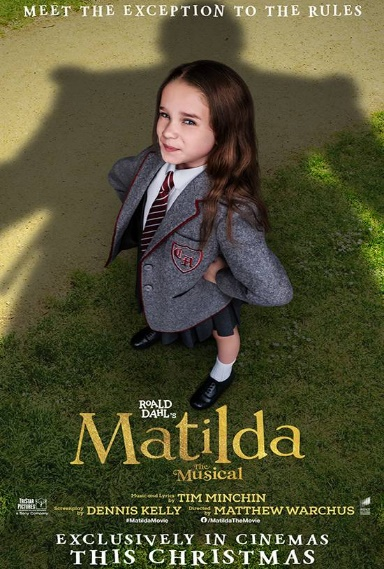 MEET THE EXCEPTION TO THE RULES
ROALD
DAHL'S
Matilda
The
Musical
Music and Lyrics by TIM MINCHIN
Screenplay by DENNIS KELLY Directed by MATTHEW WARCHUS
TRISTAR
PICTURES
a Sony Company
#MatildaMovie f/MatildaTheMovie
EXCLUSIVELY IN CINEMAS
THIS CHRISTMAS